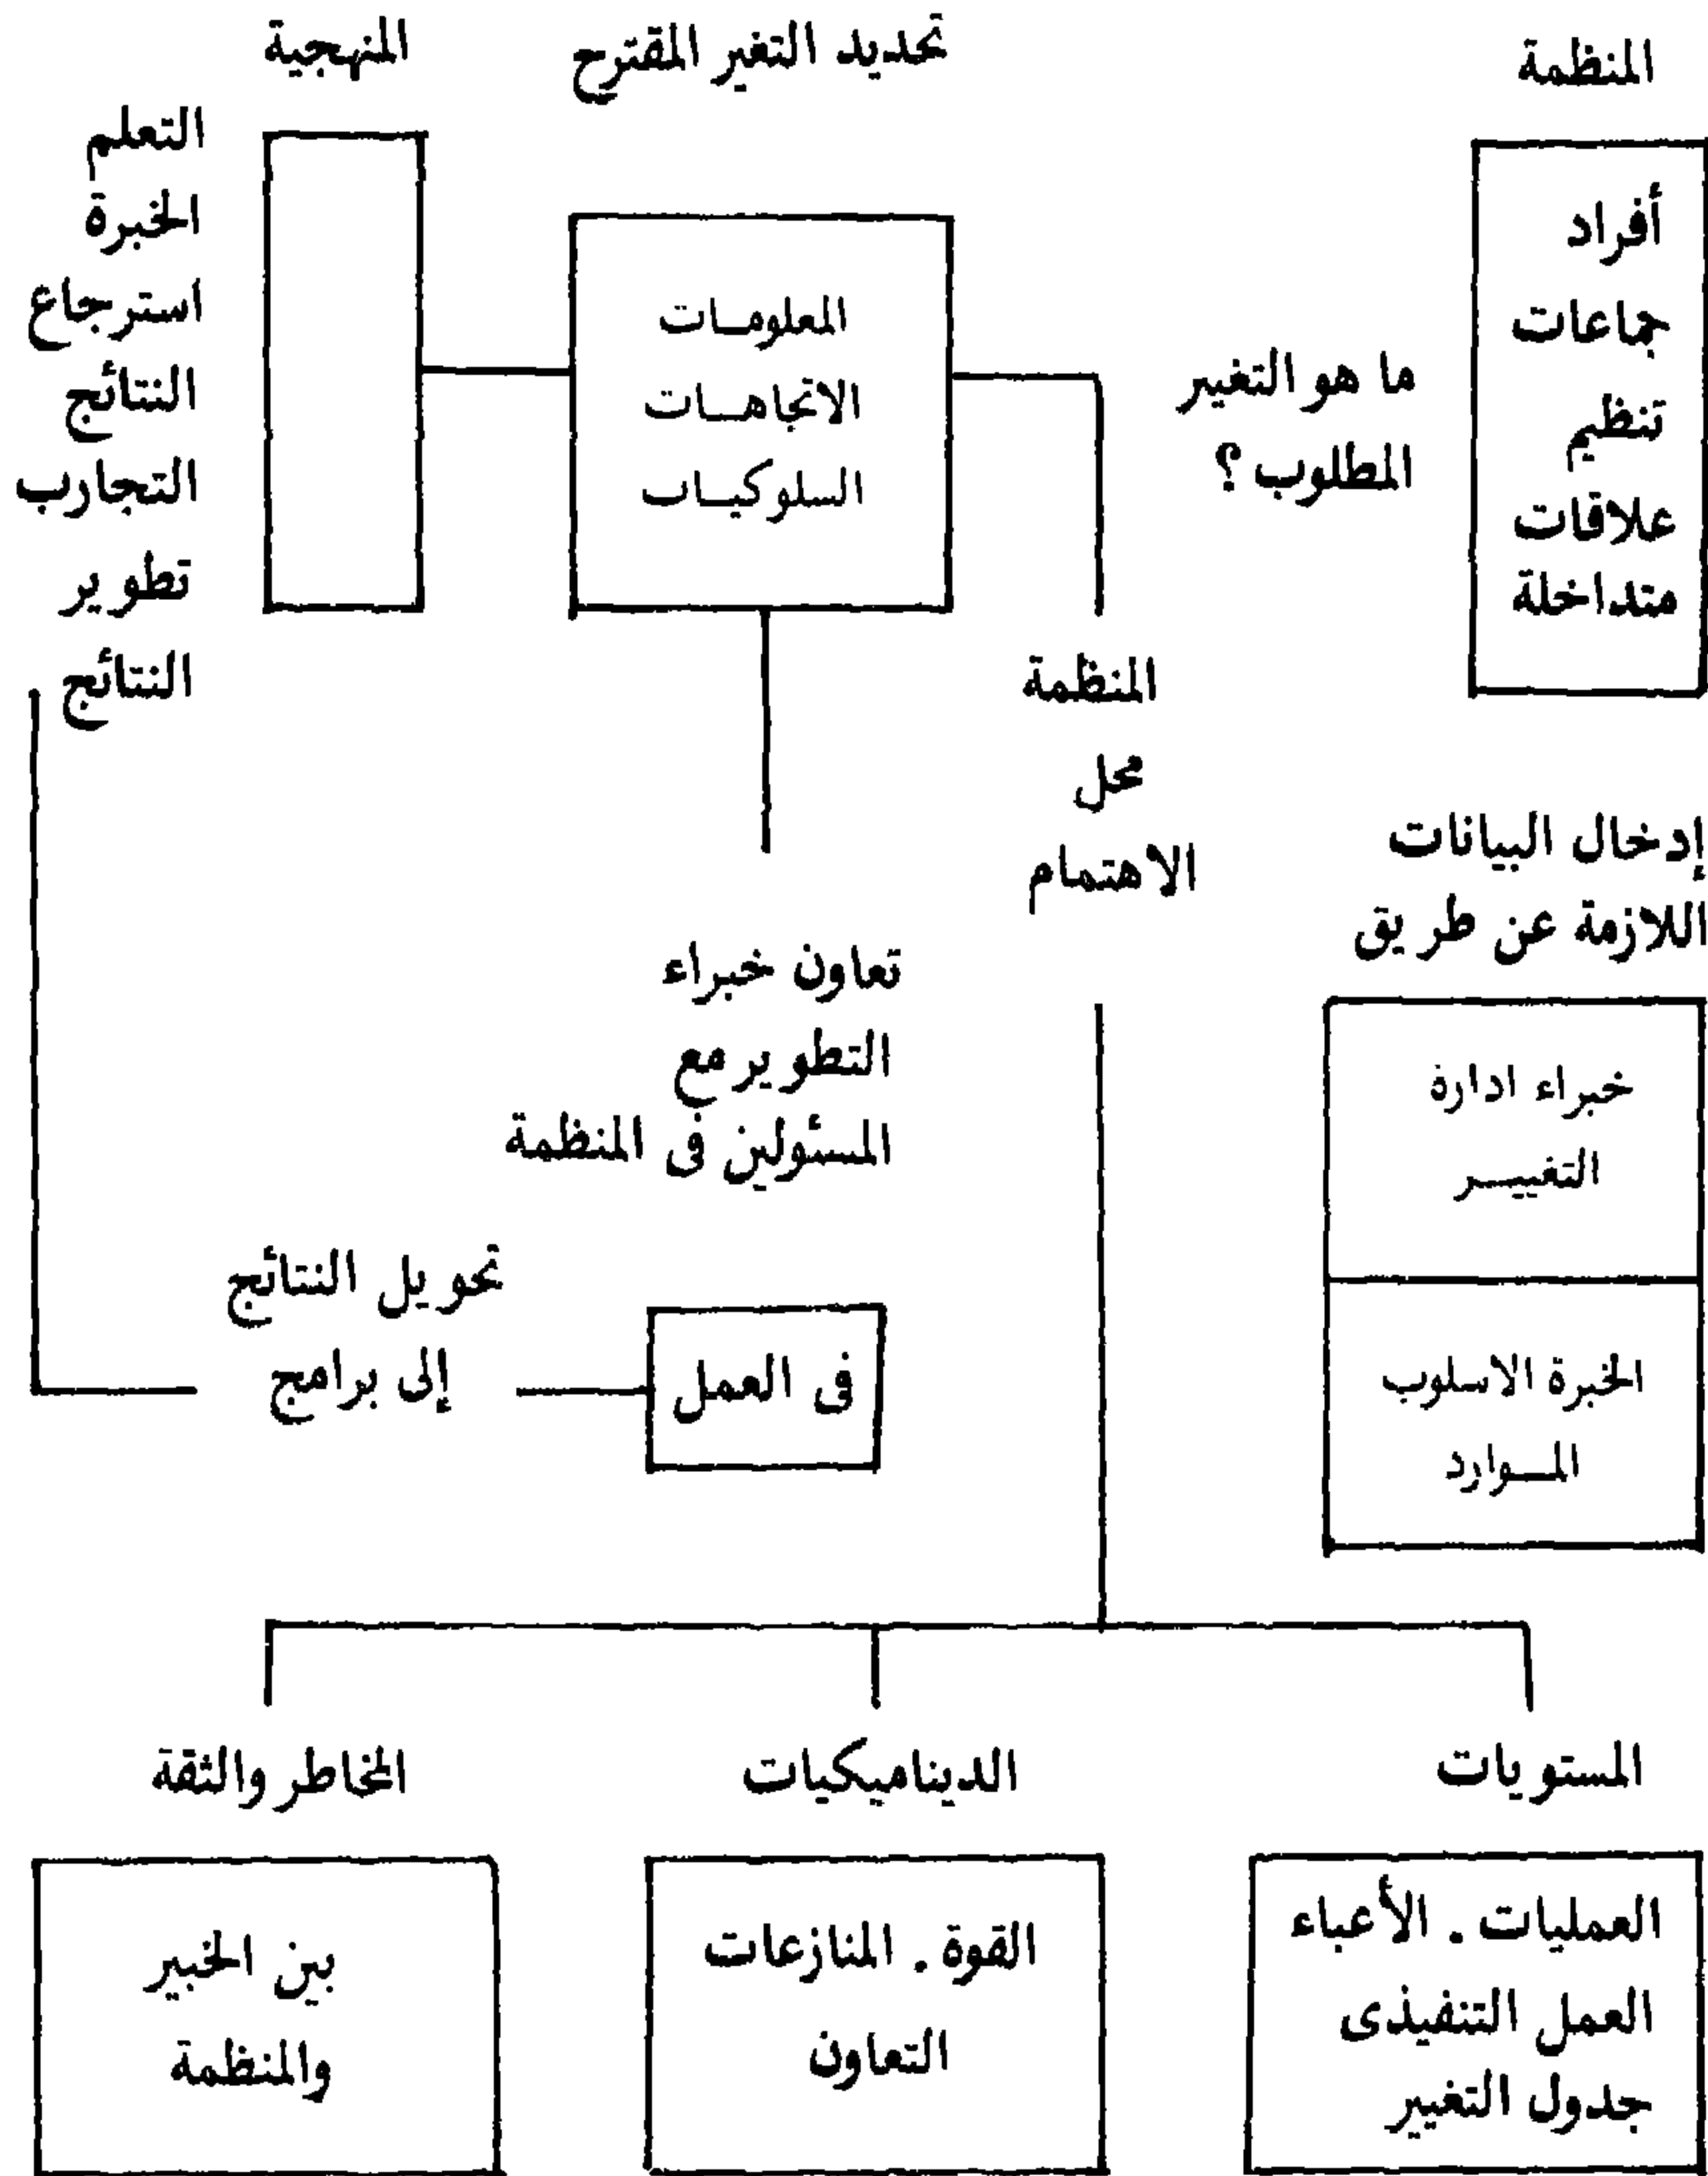 المنظمة
تحديد التغير المقترح
المنهجية
أفراد
جماعات
تنظيم
علاقات
متداخلة
ما هو التغيير
المطلوب ؟
المعلومات
الاتجاهات
السلوكيات
التعلم
الخبرة
استرجاع
النتائج
التجارب
تطوير
النتائج
المنظمة
محل
الاهتمام
إدخال البيانات
اللازمة عن طريق
خبراء ادارة
التغيير
الخبرة الاسلوب
الموارد
تعاون خبراء
التطوير مع
المسئولين فى المنظمة
فى العمل
تحويل النتائج
إلى برامج
المستويات
الديناميكيات
المخاطر والثقة
العمليات . الأعباء
العمل التنفيذى
جدول التغيير
القوة . المنازعات
التعاون
بين الخبير
والمنظمة